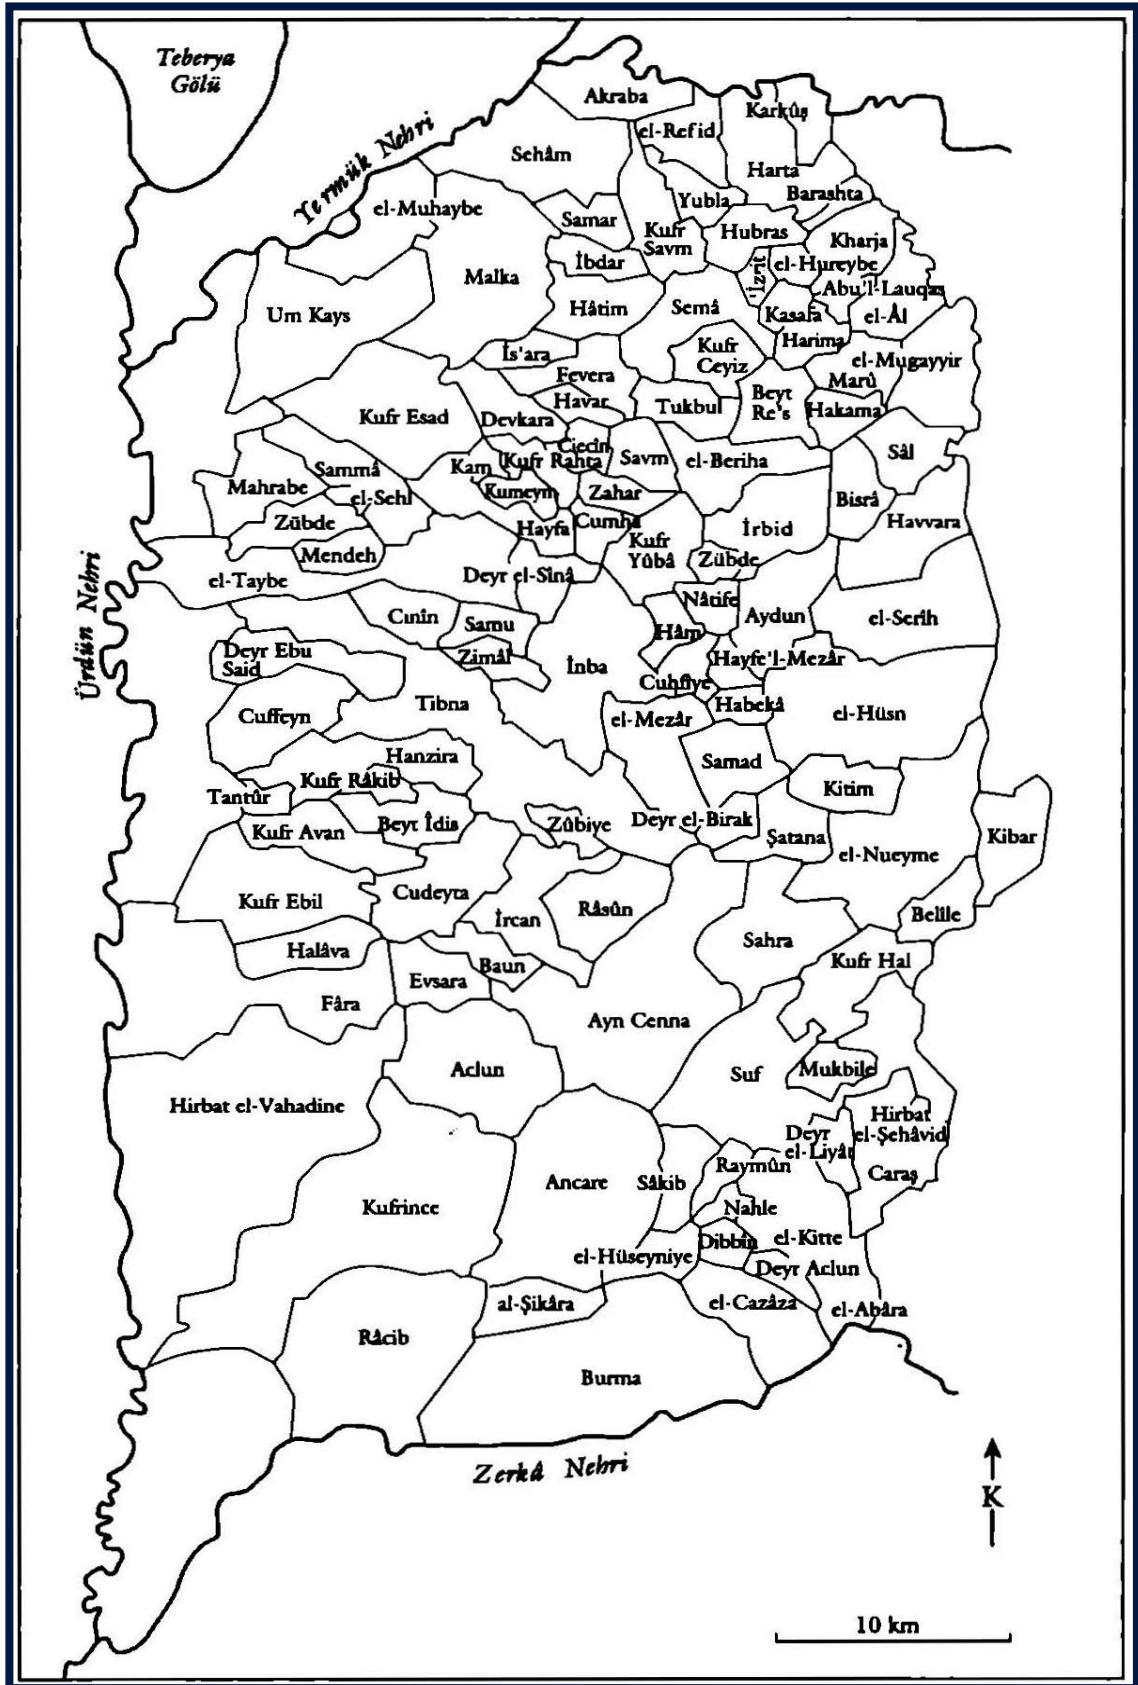 Teberya
Gölü
Yermük Nehri
Akraba
Karkûş
el-Refid
Sehâm
Harta
Barashta
el-Muhaybe
Yubla
Samar
Kufr
Savm
Hubras
Kharja
İbdar
'İz'it
el-Hureybe
Malka
Abu'l-Lauqas
Hâtim
Semâ
Kasafa
el-Âl
Um Kays
Harima
İs'ara
Kufr
Ceyiz
el-Mugayyir
Fevera
Marû
Havar
Beyt
Re's
Tukbul
Hakama
Kufr Esad
Devkara
Ciecîn
Sâl
Kam
Kufr Rahta
Savm
el-Beriha
Sammâ
Mahrabe
el-Sehl
Kumeym
Zahar
Bisrâ
Zübde
Hayfa
Cumha
İrbid
Havvara
Kufr
Yûbâ
Mendeh
Zübde
Ürdün Nehri
el-Taybe
Deyr el-Sînâ
Nâtife
Cınîn
Samu
Aydun
el-Serîh
Hâm
Deyr Ebu
Said
Zimâl
İnba
Hayfe'l-Mezâr
Cuhfiye
Tibna
Habekâ
Cuffeyn
el-Mezâr
el-Hüsn
Hanzira
Samad
Kufr Râkib
Kitim
Tantûr
Kufr Avan
Beyt Îdis
Zûbiye
Deyr el-Birak
Şatana
Kibar
el-Nueyme
Kufr Ebil
Cudeyta
İrcan
Râsûn
Belîle
Sahra
Halâva
Kufr Hal
Baun
Evsara
Fâra
Ayn Cenna
Aclun
Suf
Mukbile
Hirbat el-Vahadine
Hirbat
el-Şehâvid
Deyr
el-Liyât
Raymûn
Caraş
Ancare
Sâkib
Kufrince
Nahle
Dibbîn
el-Kitte
el-Hüseyniye
Deyr Aclun
al-Şikâra
el-Cazâza
el-Abâra
Râcib
Burma
Zerkâ Nehri
K
10 km